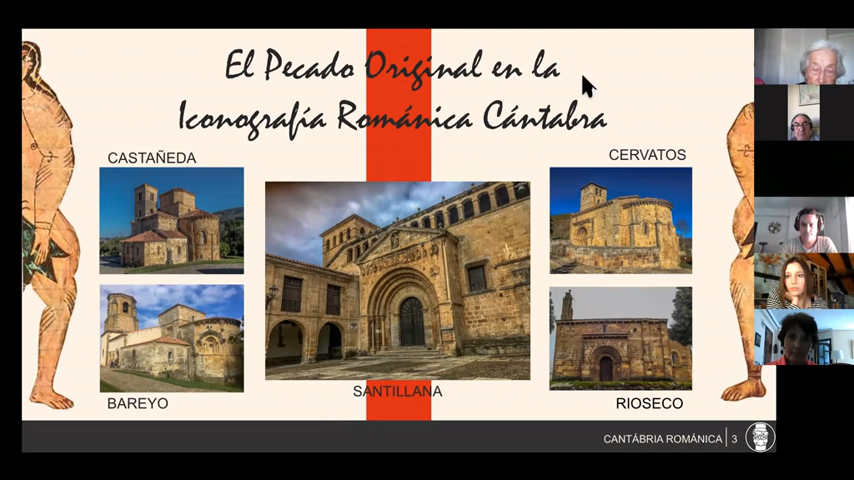 El Pecado Original en la
Iconografía Románica Cántabra
CASTAÑEDA
CERVATOS
BAREYO
SANTILLANA
RIOSECO
CANTÁBRIA ROMÁNICA 3